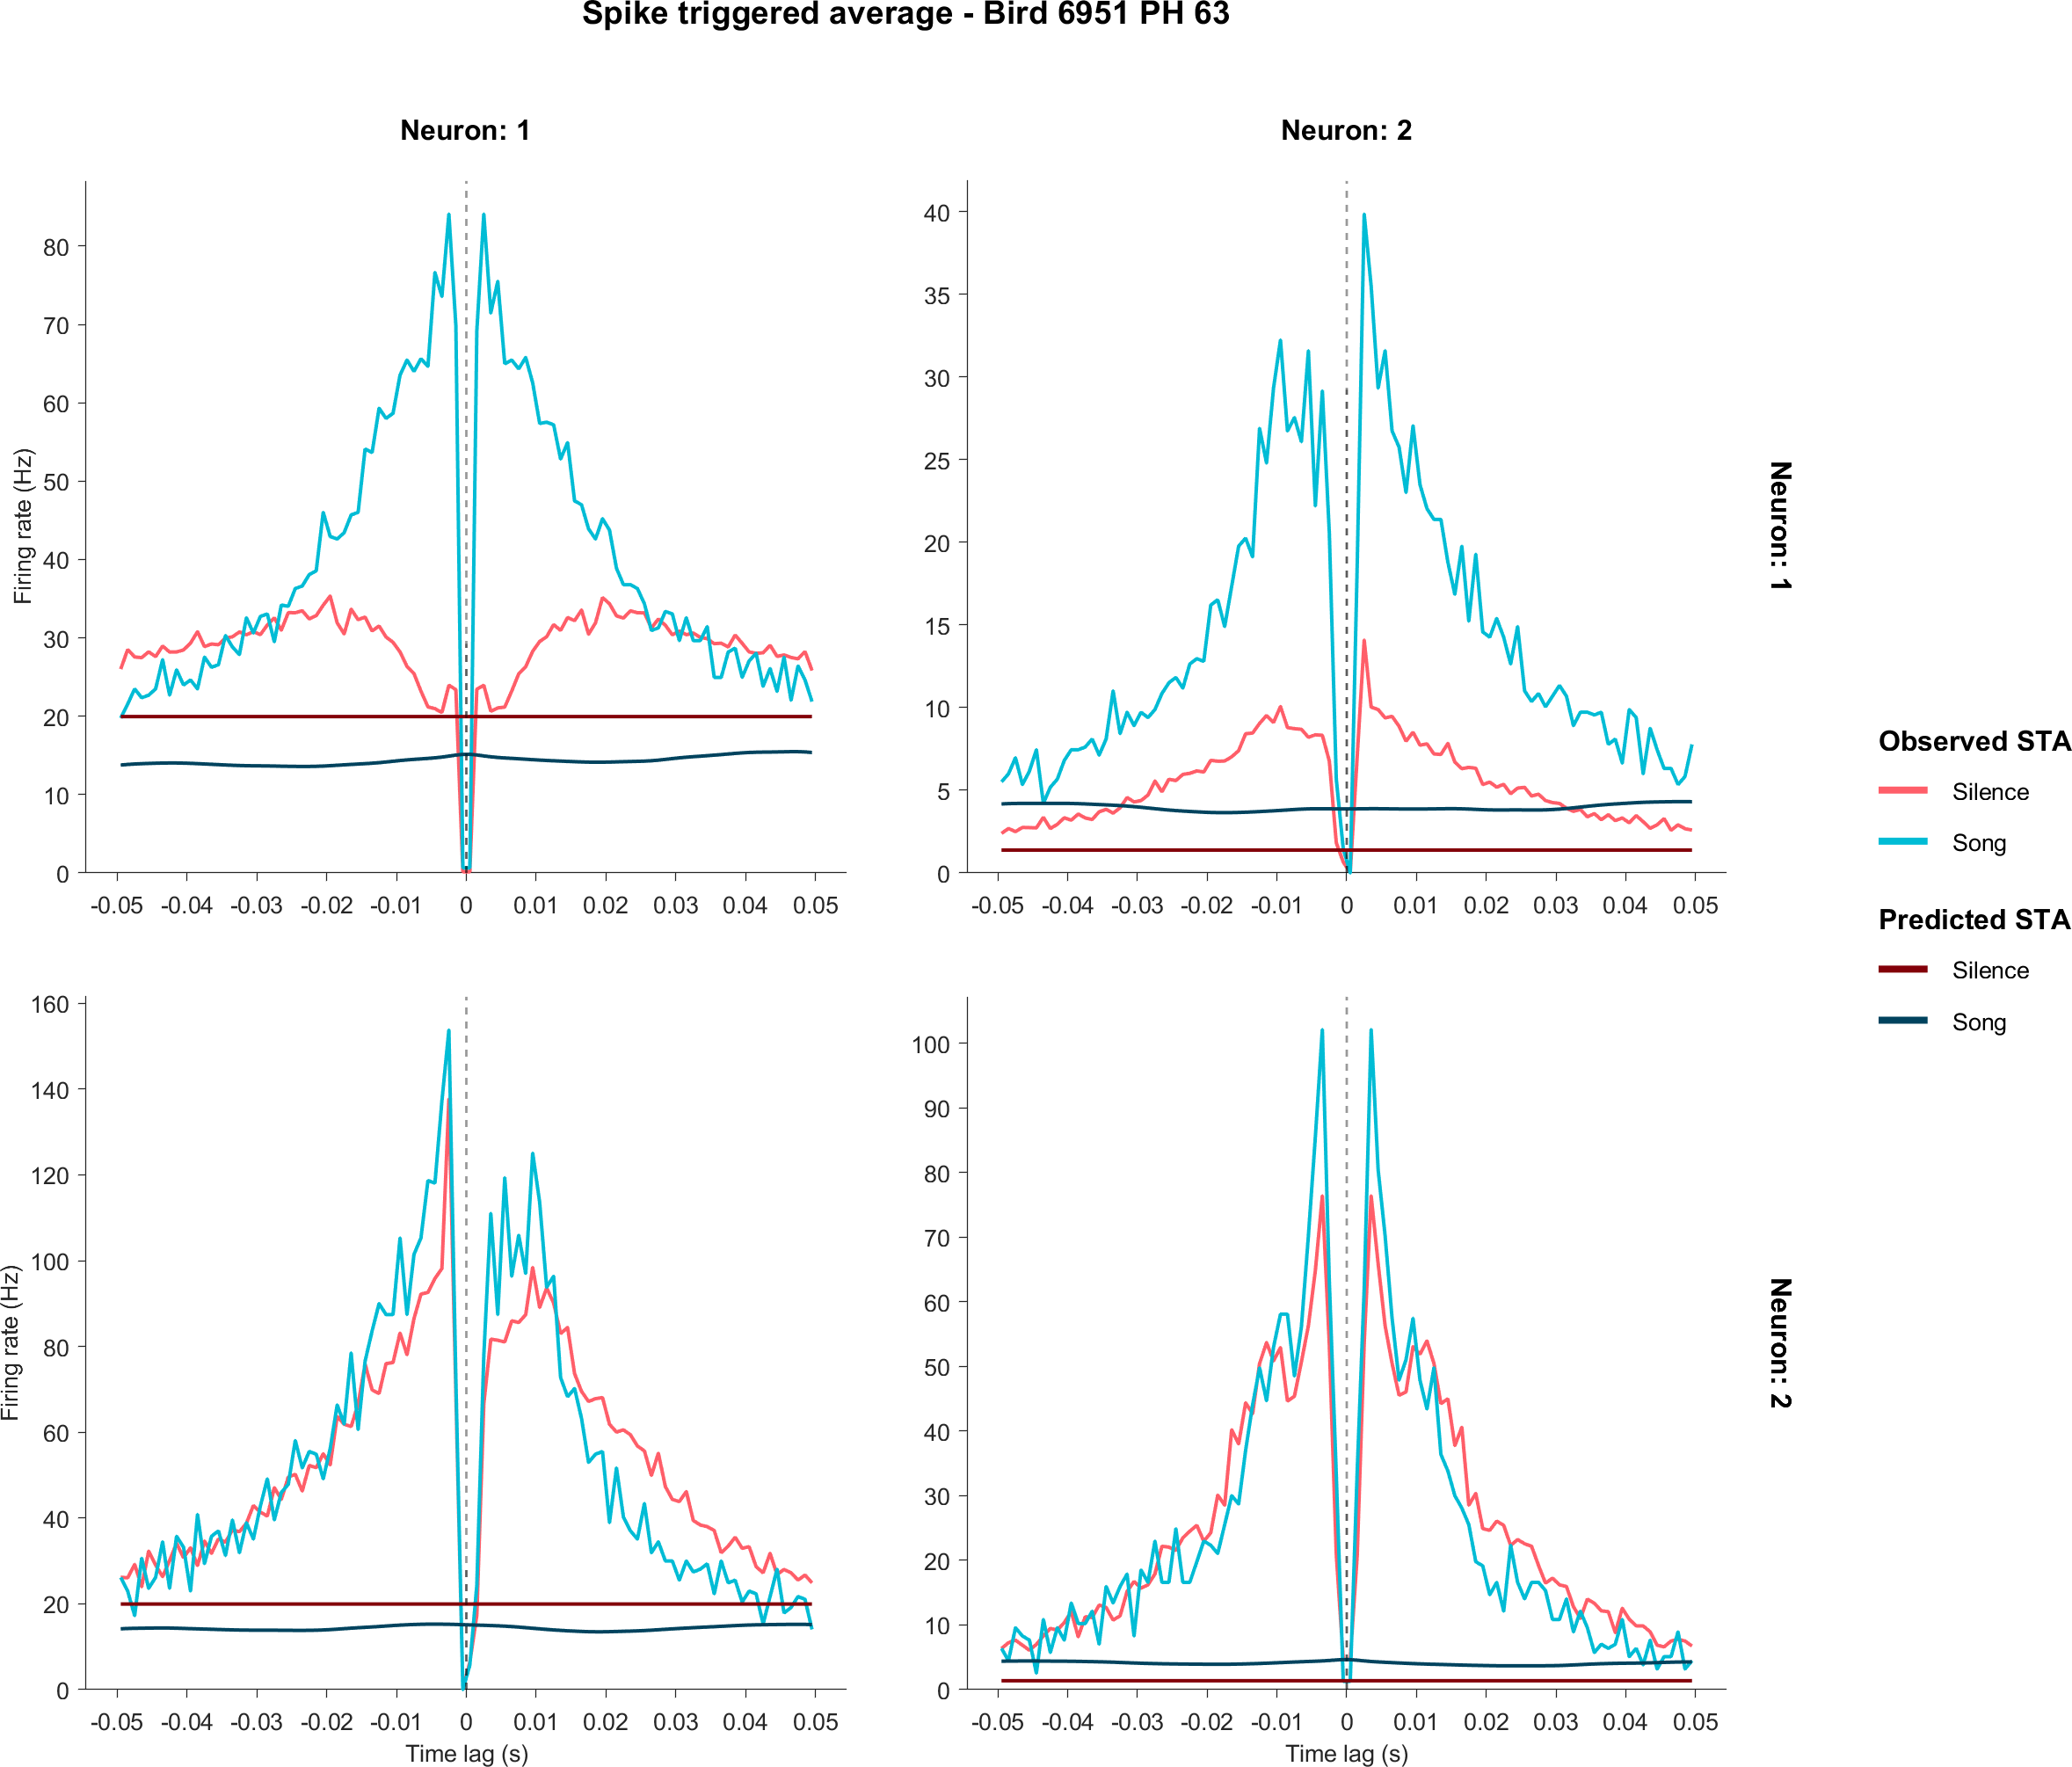 Spike triggered average - Bird 6951 PH 63
Neuron: 1
Neuron: 2
80
70
60
50
40
30
20
10
0
Firing rate (Hz)
-0.05 -0.04 -0.03 -0.02 -0.01 0 0.01 0.02 0.03 0.04 0.05
40
35
30
25
20
15
10
5
0
-0.05 -0.04 -0.03 -0.02 -0.01 0 0.01 0.02 0.03 0.04 0.05
Neuron: 1
Observed STA
Silence
Song
Predicted STA
Silence
Song
160
140
120
100
80
60
40
20
0
Firing rate (Hz)
-0.05 -0.04 -0.03 -0.02 -0.01 0 0.01 0.02 0.03 0.04 0.05
Time lag (s)
100
90
80
70
60
50
40
30
20
10
0
-0.05 -0.04 -0.03 -0.02 -0.01 0 0.01 0.02 0.03 0.04 0.05
Time lag (s)
Neuron: 2